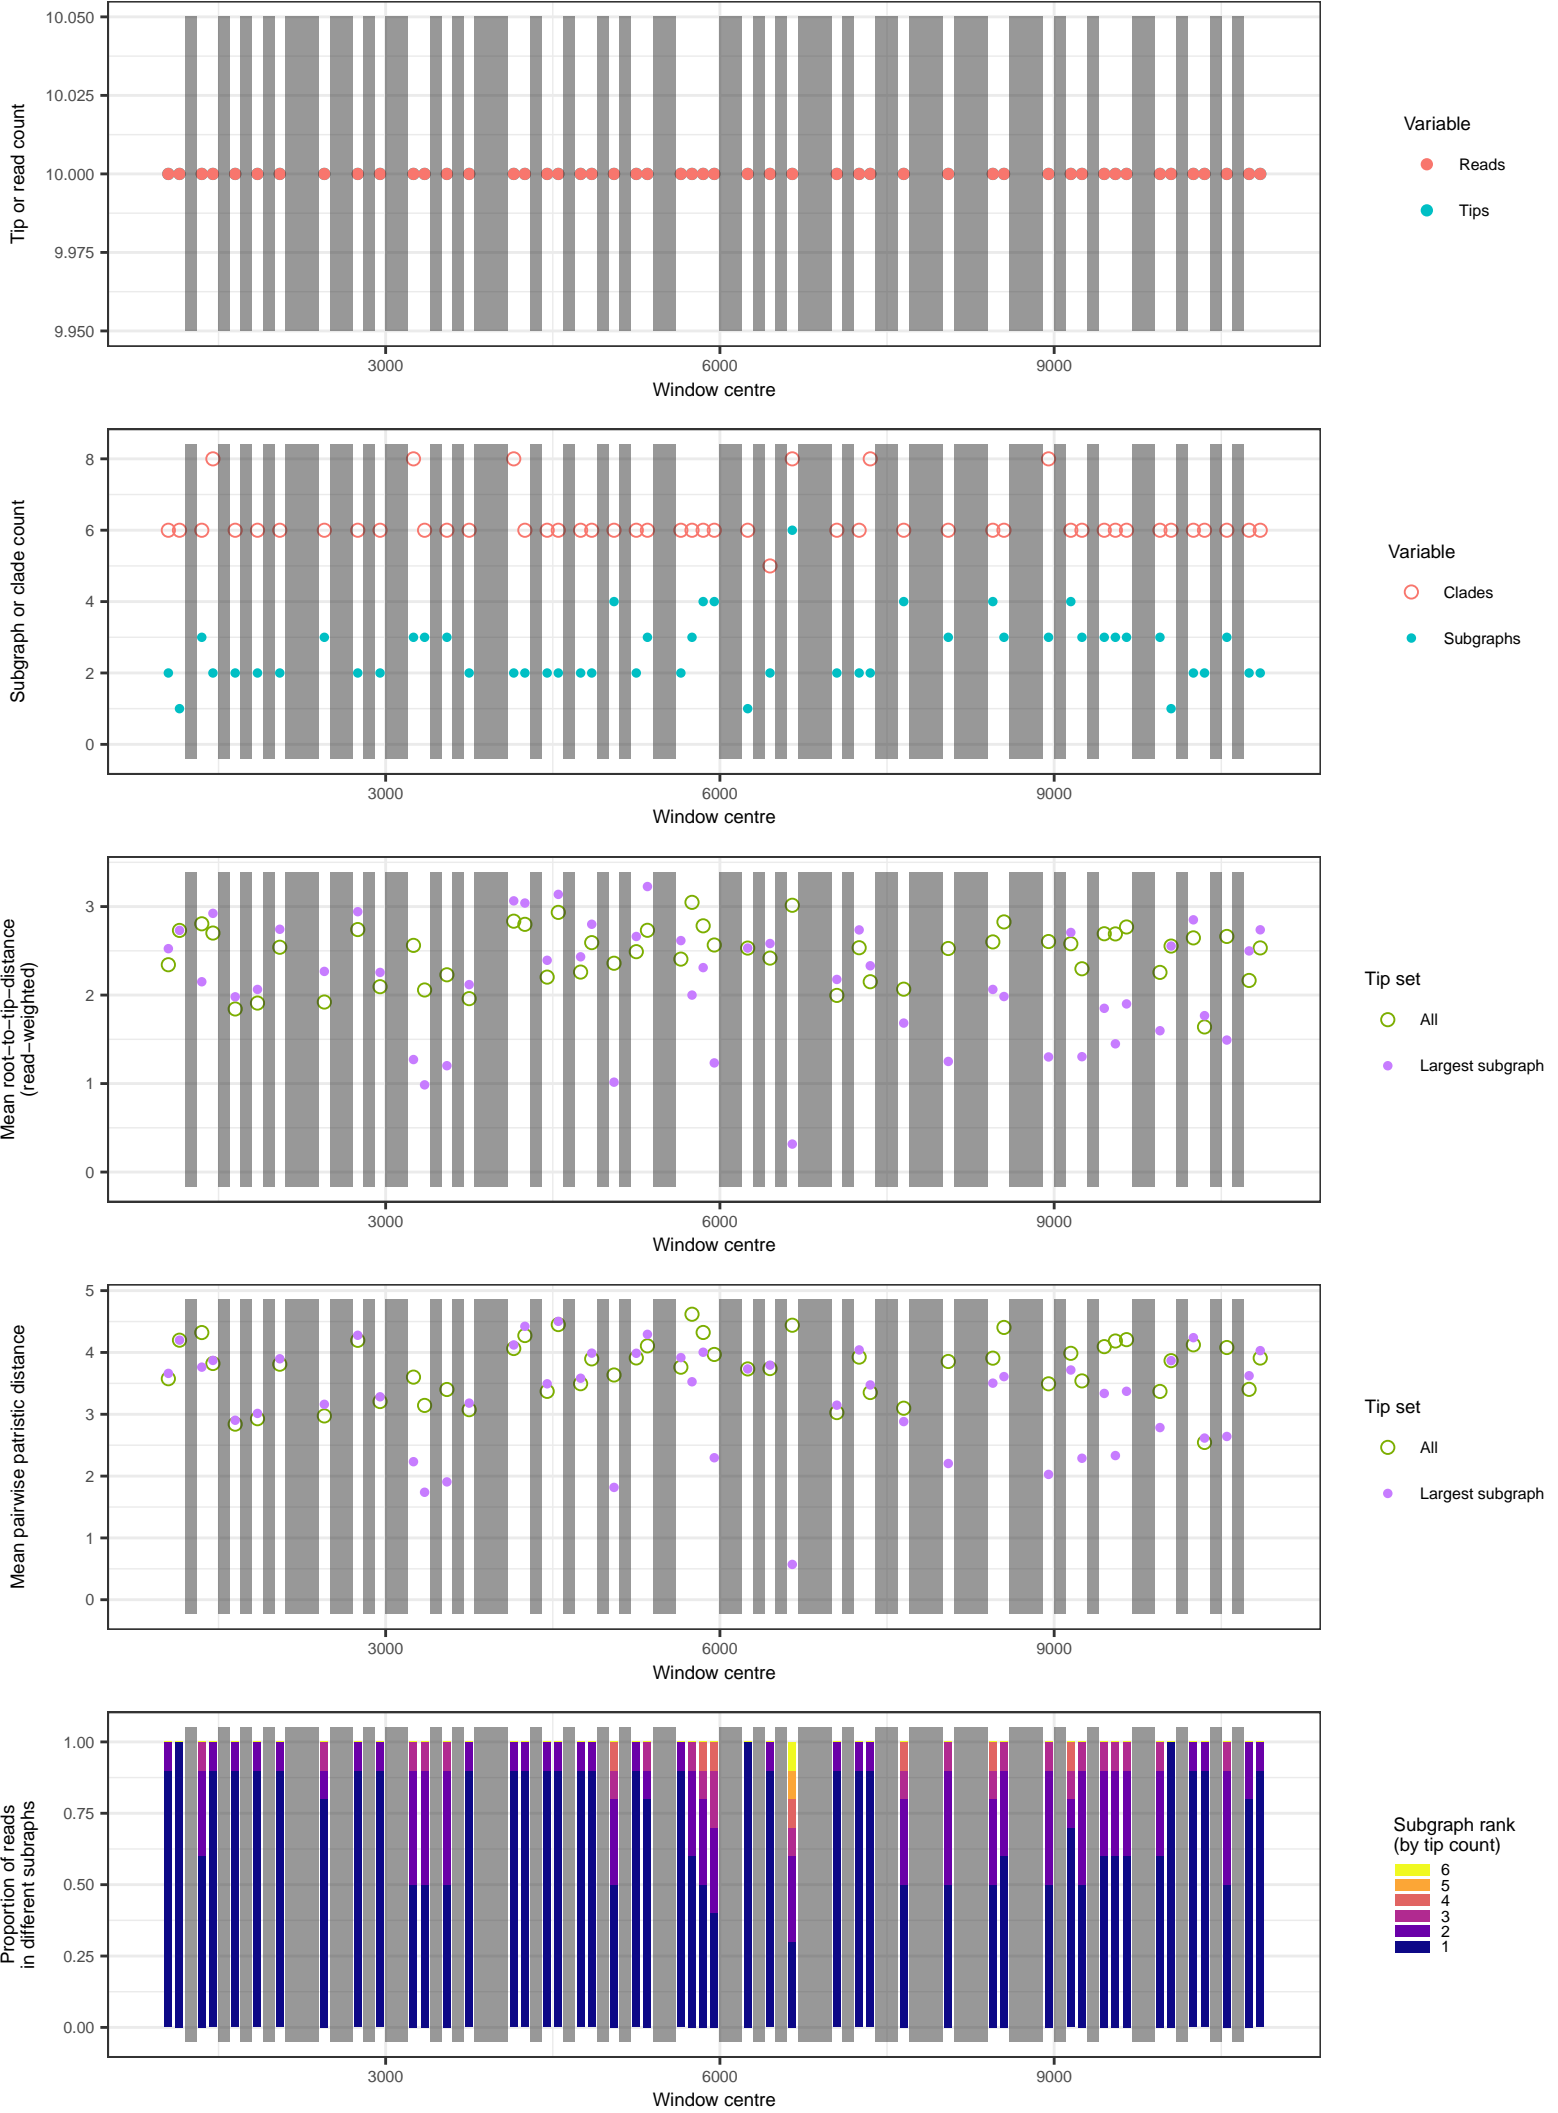 10.050
10.025
10.000
9.975
9.950
Tip or read count
3000
6000
9000
Window centre
Variable
Reads
Tips
8
6
4
2
0
Subgraph or clade count
3000
6000
9000
Window centre
Variable
Clades
Subgraphs
3
2
1
0
Mean root−to−tip−distance
(read−weighted)
3000
6000
9000
Window centre
Tip set
All
Largest subgraph
5
4
3
2
1
0
Mean pairwise patristic distance
3000
6000
9000
Window centre
Tip set
All
Largest subgraph
1.00
0.75
0.50
0.25
0.00
Proportion of reads
in different subraphs
3000
6000
9000
Window centre
Subgraph rank
(by tip count)
6
5
4
3
2
1